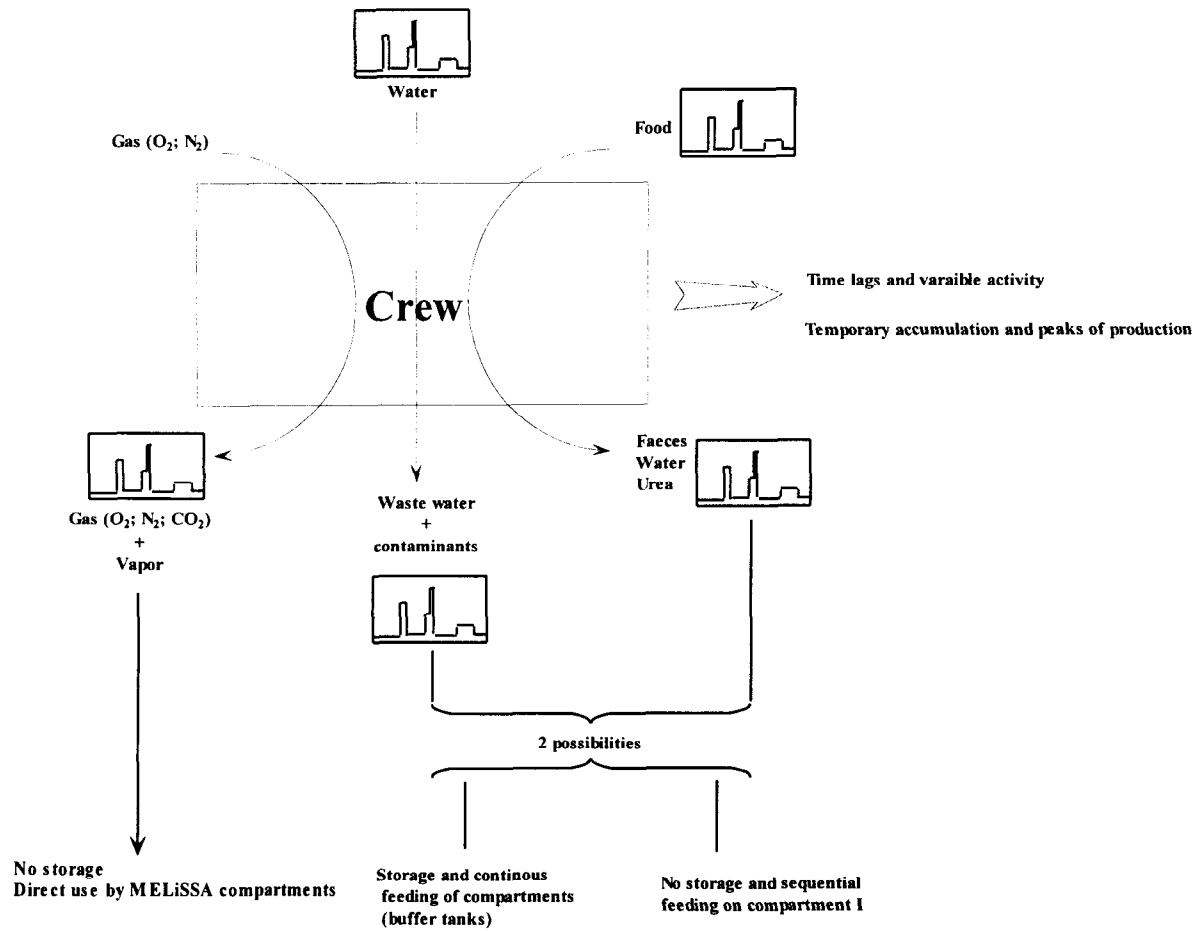 Water
Gas (O₂; N₂)
Food
Crew
Time lags and varaible activity
Temporary accumulation and peaks of production
Faeces
Water
Urea
Gas (O₂; N₂; CO₂)
+
Vapor
Waste water
+
contaminants
2 possibilities
No storage
Direct use by MELiSSA compartments
Storage and continous
feeding of compartments
(buffer tanks)
No storage and sequential
feeding on compartment I